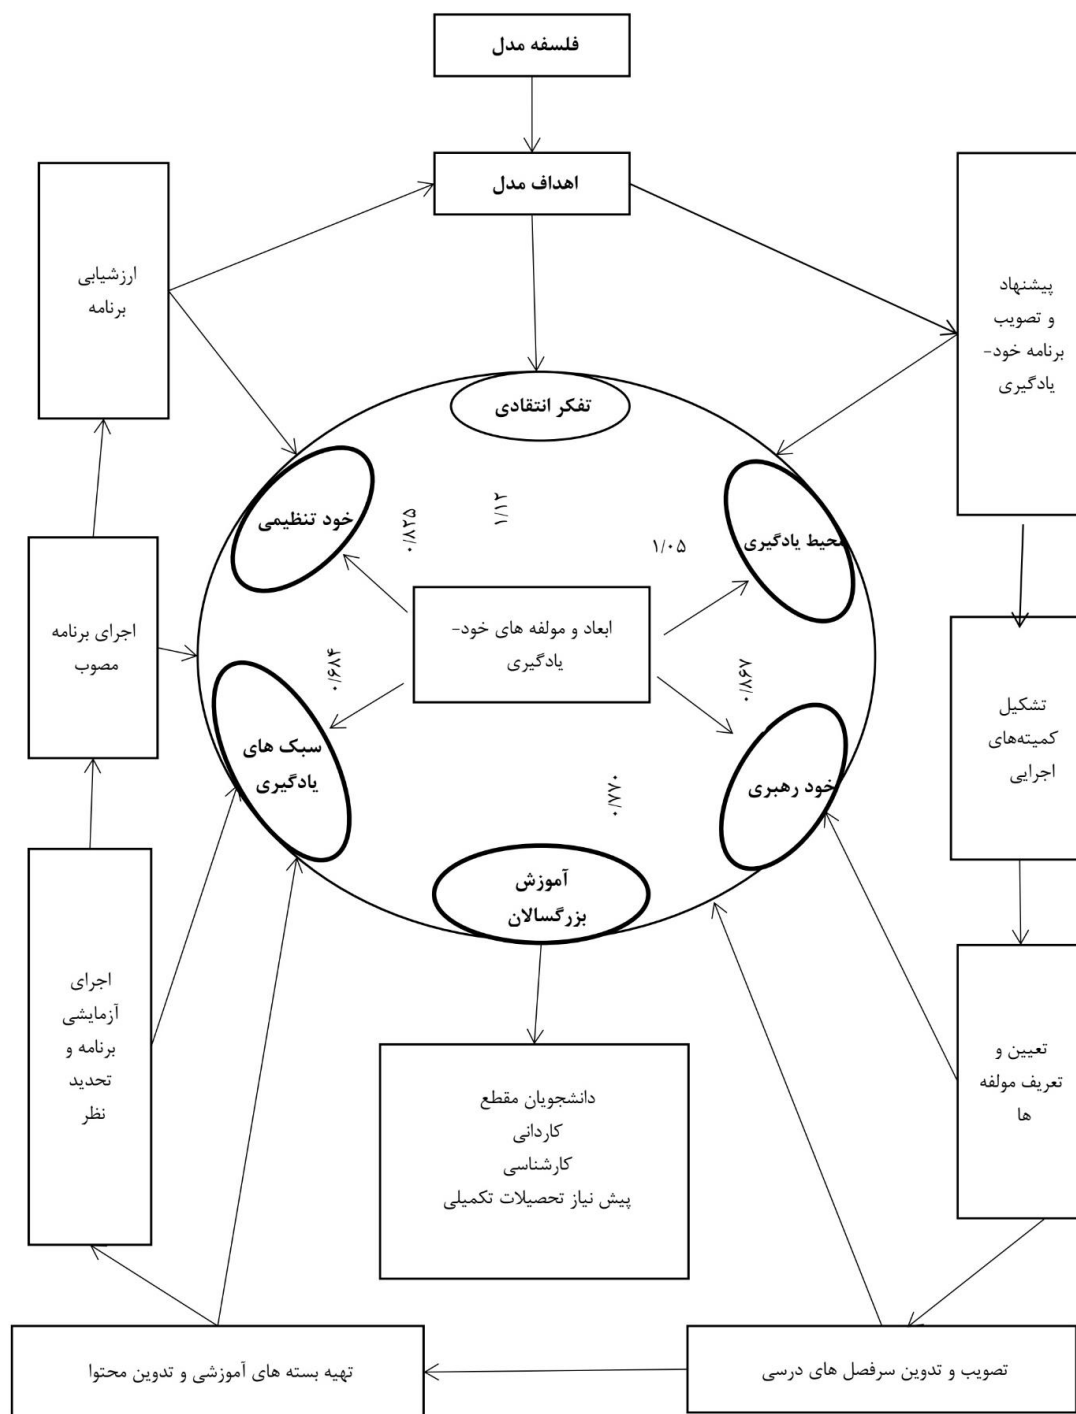 فلسفه مدل
اهداف مدل
پیشنهاد
و تصویب
برنامه خود-
یادگیری
تشکیل
کمیته‌های
اجرایی
تعیین و
تعریف مولفه
ها
تصویب و تدوین سرفصل های درسی
تهیه بسته های آموزشی و تدوین محتوا
اجرای
آزمایشی
برنامه و
تحدید
نظر
اجرای برنامه
مصوب
ارزشیابی
برنامه
تفکر انتقادی
محیط یادگیری
خود رهبری
آموزش
بزرگسالان
سبک های
یادگیری
خود تنظیمی
ابعاد و مولفه های خود-
یادگیری
۱/۱۲
۱/۰۵
۰/۸۶۷
۰/۷۷۰
۰/۶۸۴
۰/۸۲۵
دانشجویان مقطع
کاردانی
کارشناسی
پیش نیاز تحصیلات تکمیلی